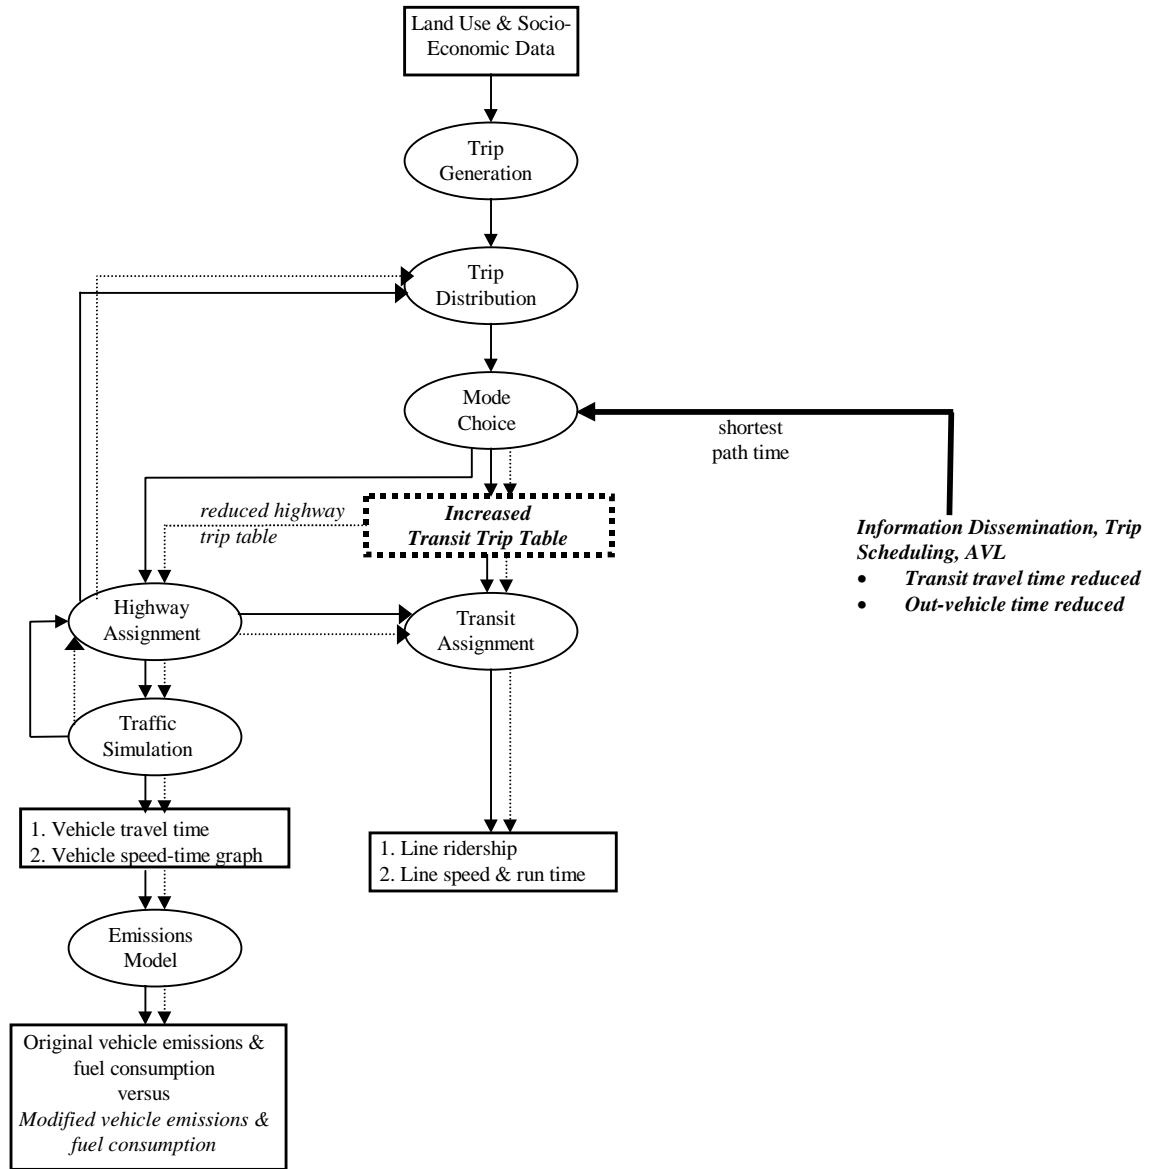 Land Use & Socio-
Economic Data
Trip
Generation
Trip
Distribution
Mode
Choice
shortest
path time
reduced highway
trip table
Increased
Transit Trip Table
Information Dissemination, Trip
Scheduling, AVL
• Transit travel time reduced
• Out-vehicle time reduced
Highway
Assignment
Transit
Assignment
Traffic
Simulation
1. Vehicle travel time
2. Vehicle speed-time graph
1. Line ridership
2. Line speed & run time
Emissions
Model
Original vehicle emissions &
fuel consumption
versus
Modified vehicle emissions &
fuel consumption